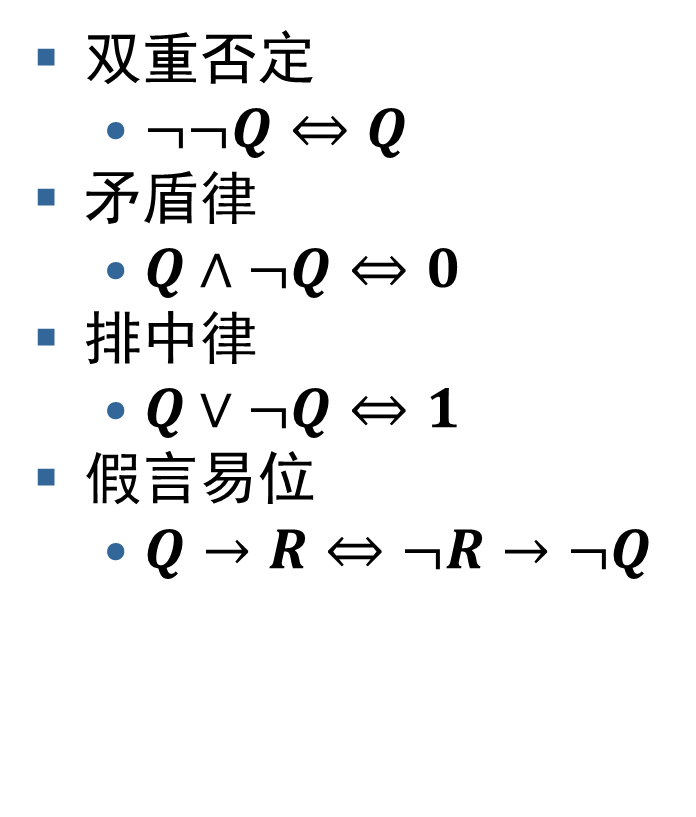 双重否定
¬¬Q ⇔ Q
矛盾律
Q ∧ ¬Q ⇔ 0
排中律
Q ∨ ¬Q ⇔ 1
假言易位
Q → R ⇔ ¬R → ¬Q